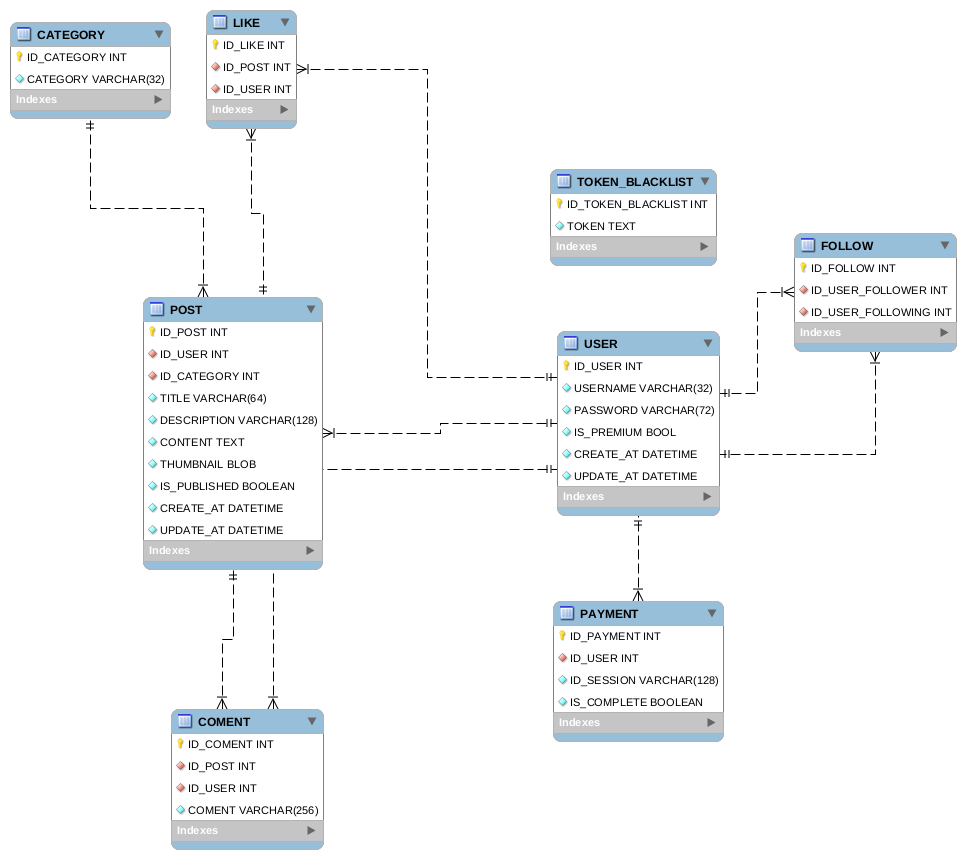 CATEGORY
ID_CATEGORY INT
CATEGORY VARCHAR(32)
Indexes
LIKE
ID_LIKE INT
ID_POST INT
ID_USER INT
Indexes
TOKEN_BLACKLIST
ID_TOKEN_BLACKLIST INT
TOKEN TEXT
Indexes
FOLLOW
ID_FOLLOW INT
ID_USER_FOLLOWER INT
ID_USER_FOLLOWING INT
Indexes
POST
ID_POST INT
ID_USER INT
ID_CATEGORY INT
TITLE VARCHAR(64)
DESCRIPTION VARCHAR(128)
CONTENT TEXT
THUMBNAIL BLOB
IS_PUBLISHED BOOLEAN
CREATE_AT DATETIME
UPDATE_AT DATETIME
Indexes
USER
ID_USER INT
USERNAME VARCHAR(32)
PASSWORD VARCHAR(72)
IS_PREMIUM BOOL
CREATE_AT DATETIME
UPDATE_AT DATETIME
Indexes
PAYMENT
ID_PAYMENT INT
ID_USER INT
ID_SESSION VARCHAR(128)
IS_COMPLETE BOOLEAN
Indexes
COMENT
ID_COMENT INT
ID_POST INT
ID_USER INT
COMENT VARCHAR(256)
Indexes